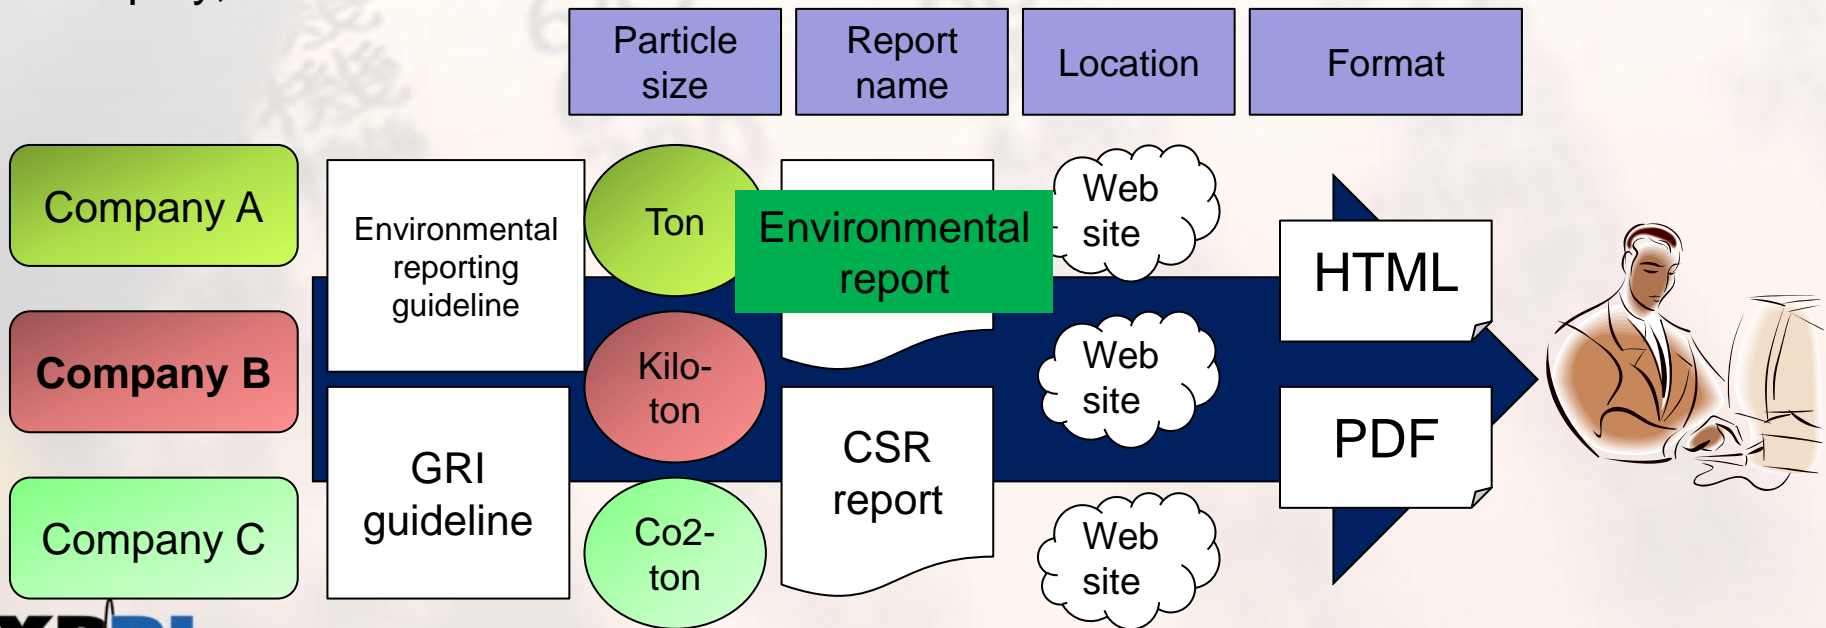 Particle
size
Report
name
Location
Format
Company A
Environmental
reporting
guideline
Ton
Environmental
report
Web
site
HTML
Company B
Kilo-
ton
Web
site
GRI
guideline
CSR
report
PDF
Company C
Co2-
ton
Web
site